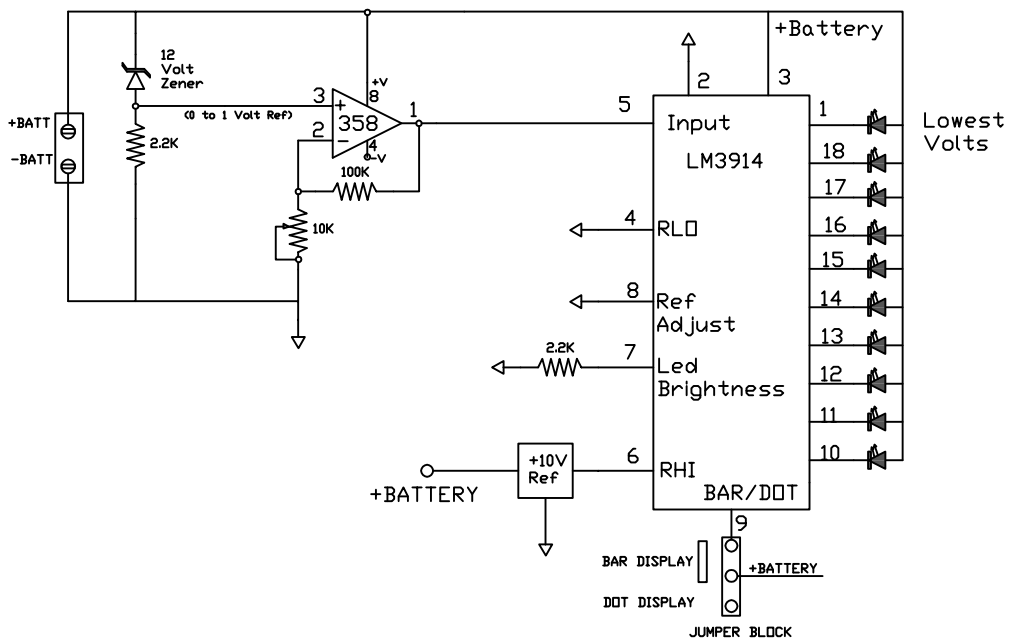 +Battery
12
Volt
Zener
2
3
+V
8
3
+
(0 to 1 Volt Ref)
358
1
2
-
4
-V
5
Input
1
Lowest
Volts
+BATT
-BATT
2.2K
LM3914
18
100K
17
10K
4
RLO
16
15
8
Ref
Adjust
14
2.2K
7
Led
Brightness
13
12
11
+10V
Ref
6
RHI
10
+BATTERY
BAR/DOT
9
BAR DISPLAY
+BATTERY
DOT DISPLAY
JUMPER BLOCK